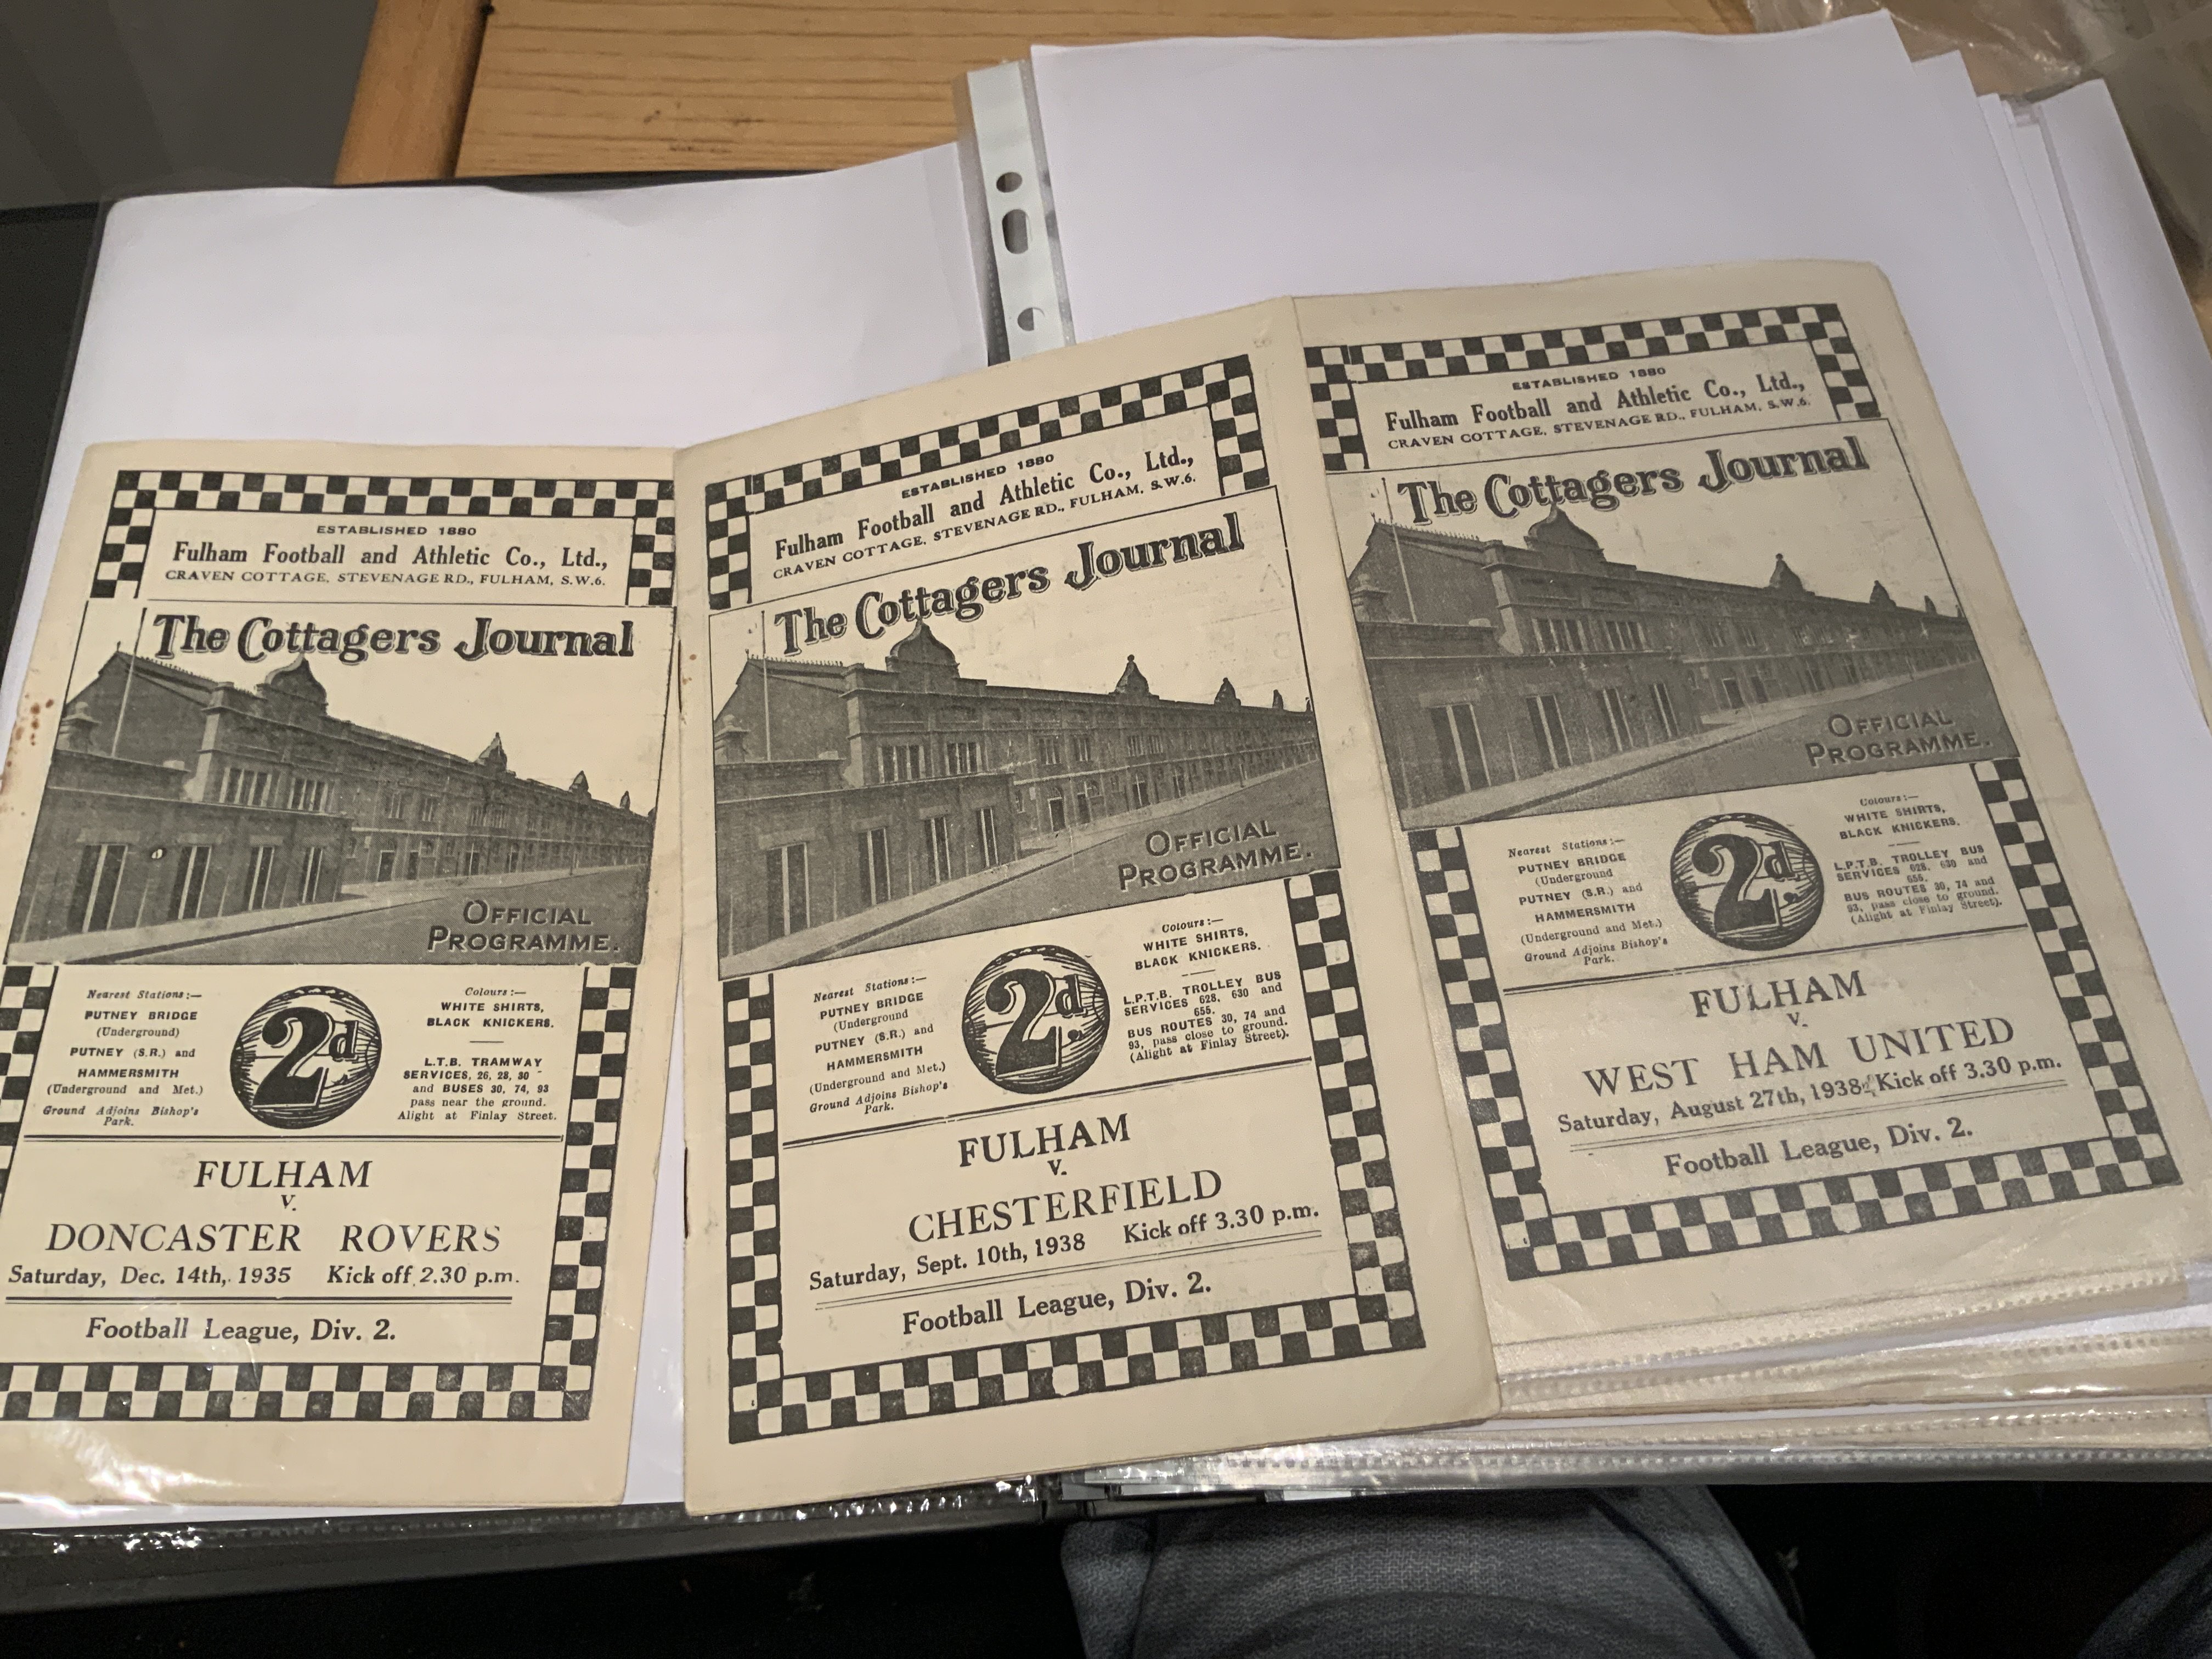 ESTABLISHED 1880
Fulham Football and Athletic Co., Ltd.,
CRAVEN COTTAGE, STEVENAGE RD., FULHAM, S.W.6.
The Cottagers Journal
OFFICIAL
PROGRAMME.
Nearest Stations:—
PUTNEY BRIDGE
(Underground)
PUTNEY (S.R.) and
HAMMERSMITH
(Underground and Met.)
Ground Adjoins Bishop's
Park.
2d.
Colours:—
WHITE SHIRTS,
BLACK KNICKERS.
L.T.B. TRAMWAY
SERVICES, 26, 28, 30
and BUSES 30, 74, 93
pass near the ground.
Alight at Finlay Street.
FULHAM
v.
DONCASTER ROVERS
Saturday, Dec. 14th, 1935 Kick off 2.30 p.m.
Football League, Div. 2.
ESTABLISHED 1880
Fulham Football and Athletic Co., Ltd.,
CRAVEN COTTAGE, STEVENAGE RD., FULHAM, S.W.6.
The Cottagers Journal
OFFICIAL
PROGRAMME.
Nearest Stations:—
PUTNEY BRIDGE
(Underground
PUTNEY (S.R.) and
HAMMERSMITH
(Underground and Met.)
Ground Adjoins Bishop's
Park.
2d.
Colours:—
WHITE SHIRTS,
BLACK KNICKERS.
L.P.T.B. TROLLEY BUS
SERVICES 628, 630 and
655.
BUS ROUTES 30, 74 and
93, pass close to ground.
(Alight at Finlay Street).
FULHAM
v.
CHESTERFIELD
Saturday, Sept. 10th, 1938 Kick off 3.30 p.m.
Football League, Div. 2.
ESTABLISHED 1880
Fulham Football and Athletic Co., Ltd.,
CRAVEN COTTAGE, STEVENAGE RD., FULHAM, S.W.6.
The Cottagers Journal
OFFICIAL
PROGRAMME.
Nearest Stations:—
PUTNEY BRIDGE
(Underground
PUTNEY (S.R.) and
HAMMERSMITH
(Underground and Met.)
Ground Adjoins Bishop's
Park.
2d.
Colours:—
WHITE SHIRTS,
BLACK KNICKERS.
L.P.T.B. TROLLEY BUS
SERVICES 628, 630 and
655.
BUS ROUTES 30, 74 and
93, pass close to ground.
(Alight at Finlay Street).
FULHAM
v.
WEST HAM UNITED
Saturday, August 27th, 1938 Kick off 3.30 p.m.
Football League, Div. 2.